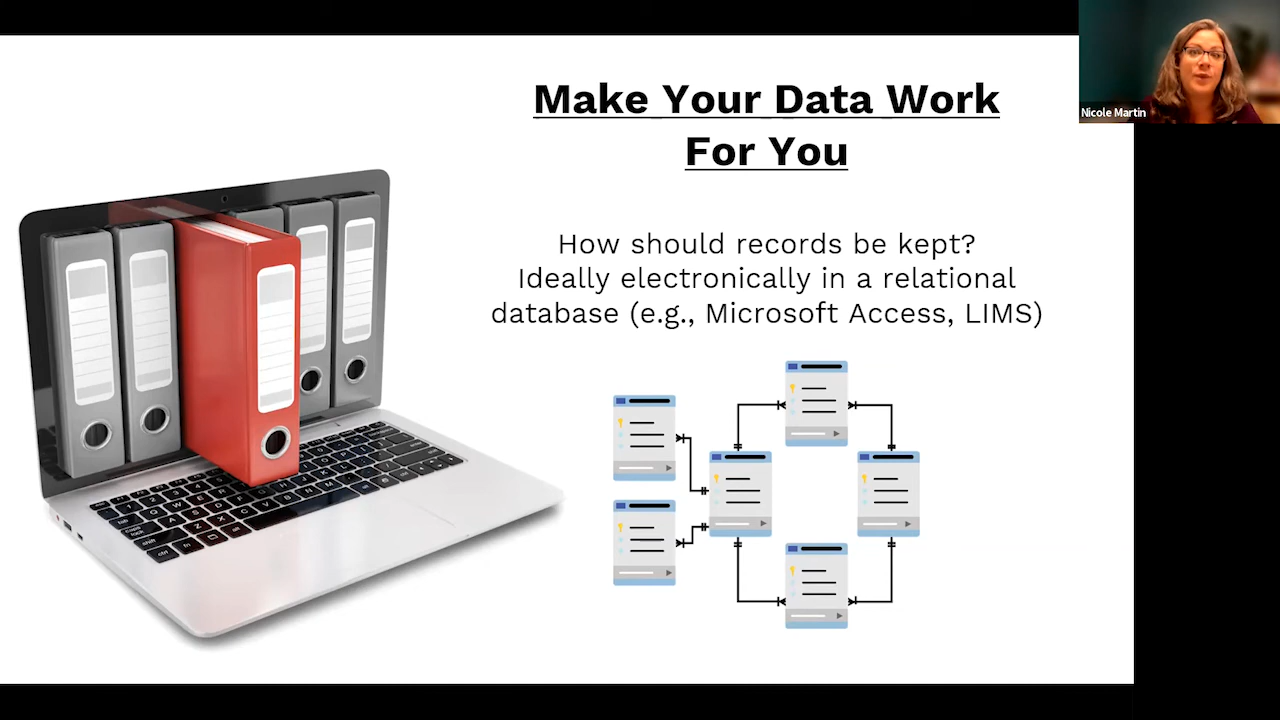 Make Your Data Work
For You
How should records be kept?
Ideally electronically in a relational
database (e.g., Microsoft Access, LIMS)
Nicole Martin